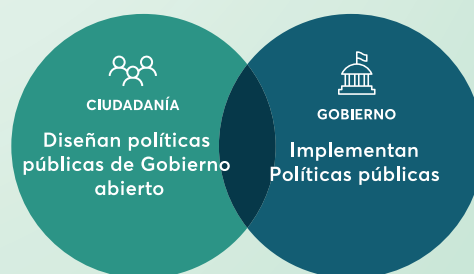 CIUDADANÍA
Diseñan políticas
públicas de Gobierno
abierto
GOBIERNO
Implementan
Políticas públicas